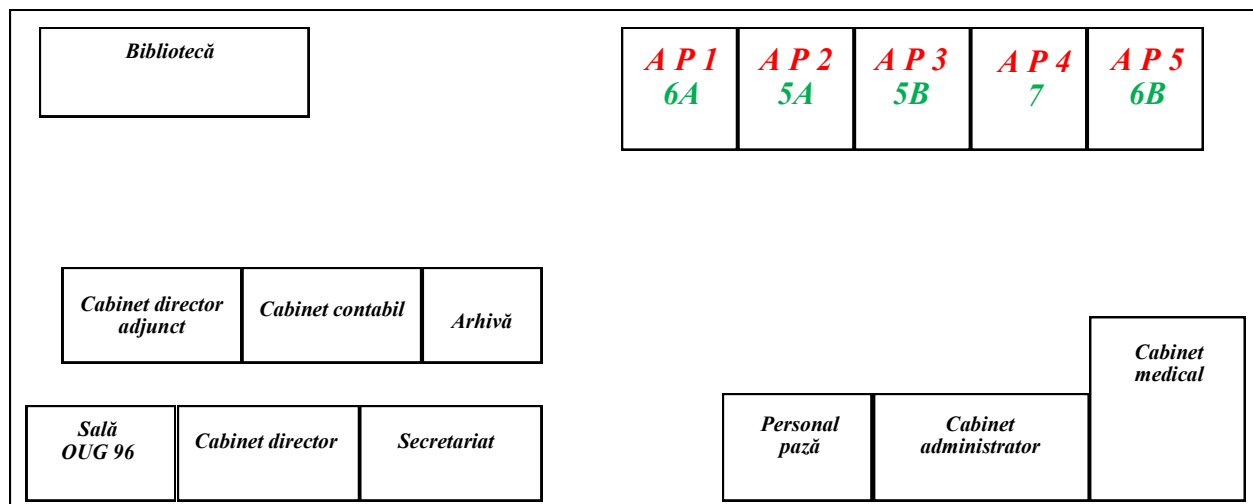 Bibliotecă
A P 1
6A
A P 2
5A
A P 3
5B
A P 4
7
A P 5
6B
Cabinet director
adjunct
Cabinet contabil
Arhivă
Cabinet
medical
Sală
OUG 96
Cabinet director
Secretariat
Personal
pază
Cabinet
administrator